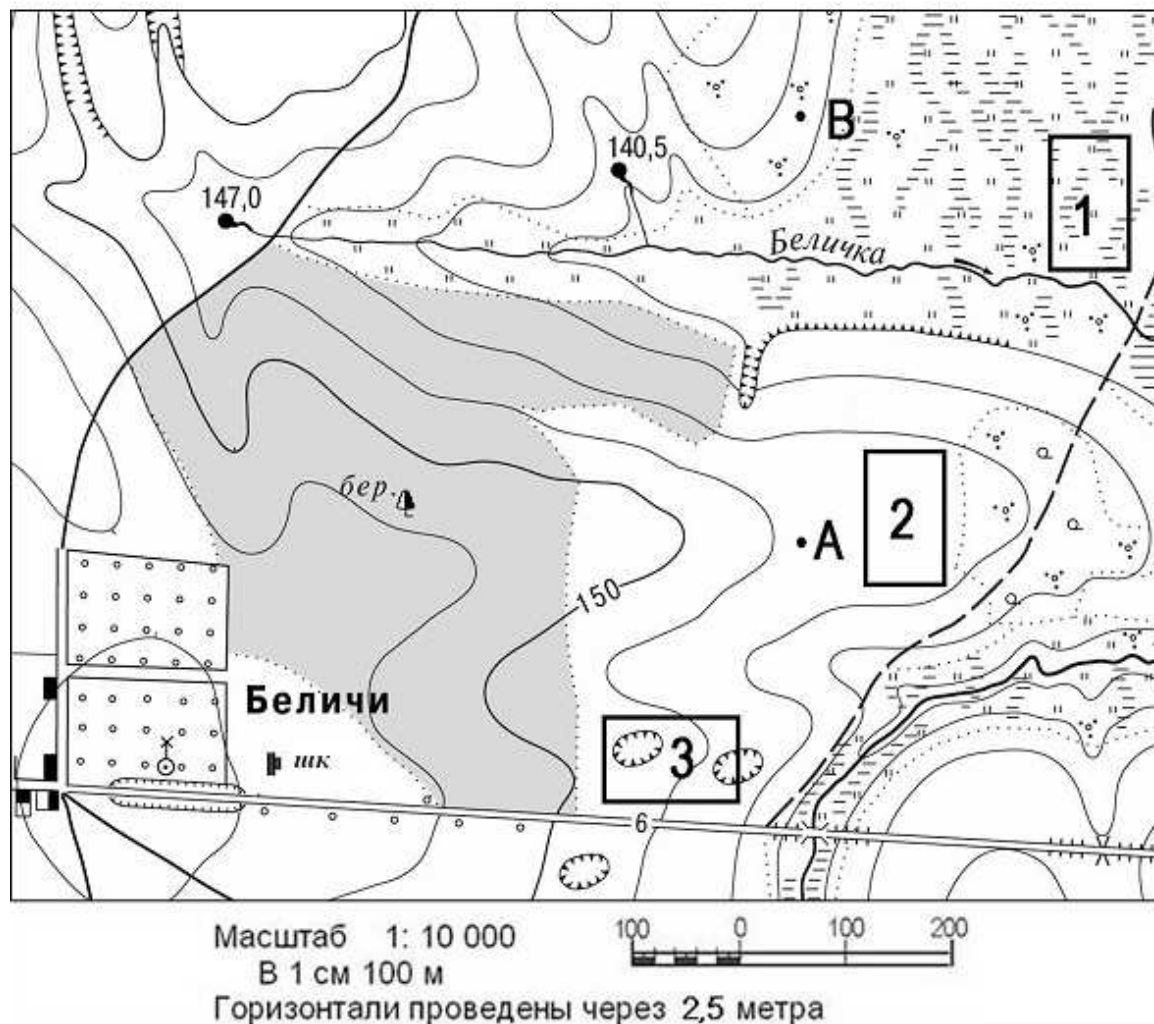 В
140,5
147,0
1
Беличка
бер.
2
А
150
Беличи
шк
3
6
Масштаб 1: 10 000
В 1 см 100 м
100 0 100 200
Горизонтали проведены через 2,5 метра